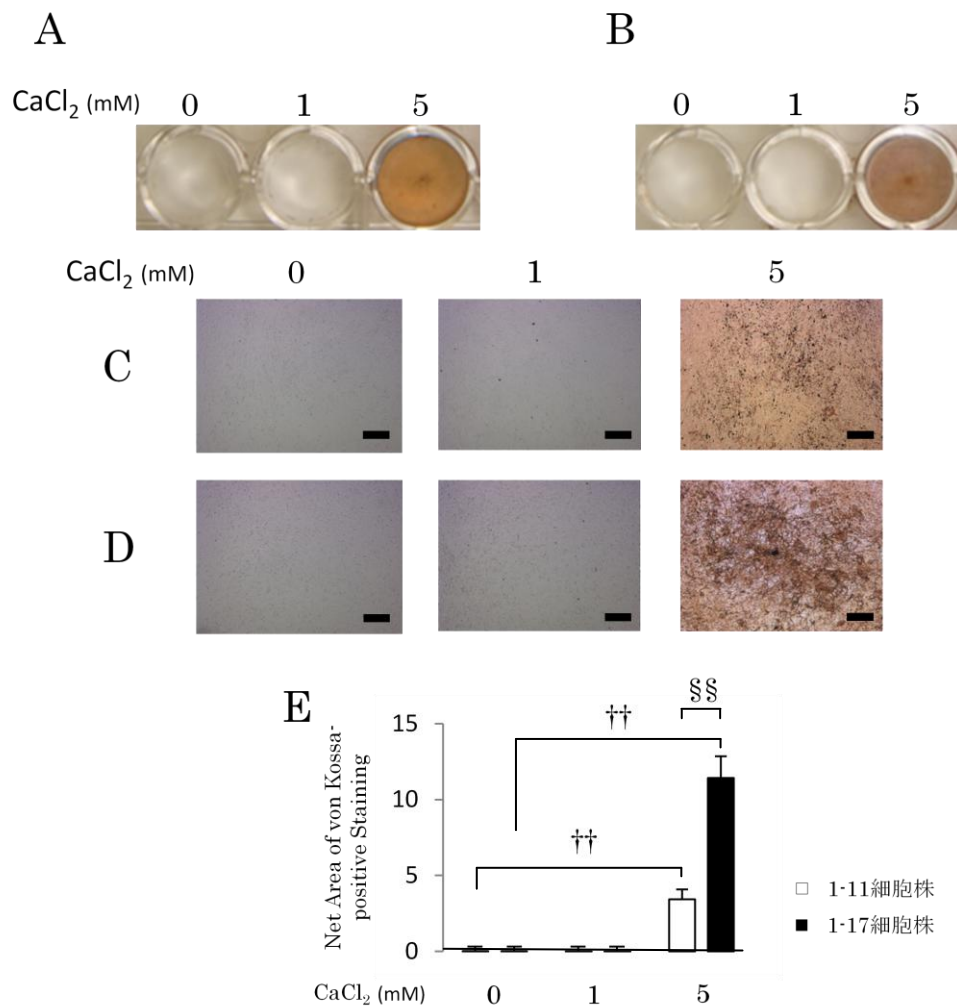 A
B
CaCl₂ (mM) 0 1 5 0 1 5
CaCl₂ (mM) 0 1 5
C
D
E
§§
††
††
15
10
5
0
Net Area of von Kossa-
positive Staining
1-11細胞株
1-17細胞株
CaCl₂ (mM) 0 1 5